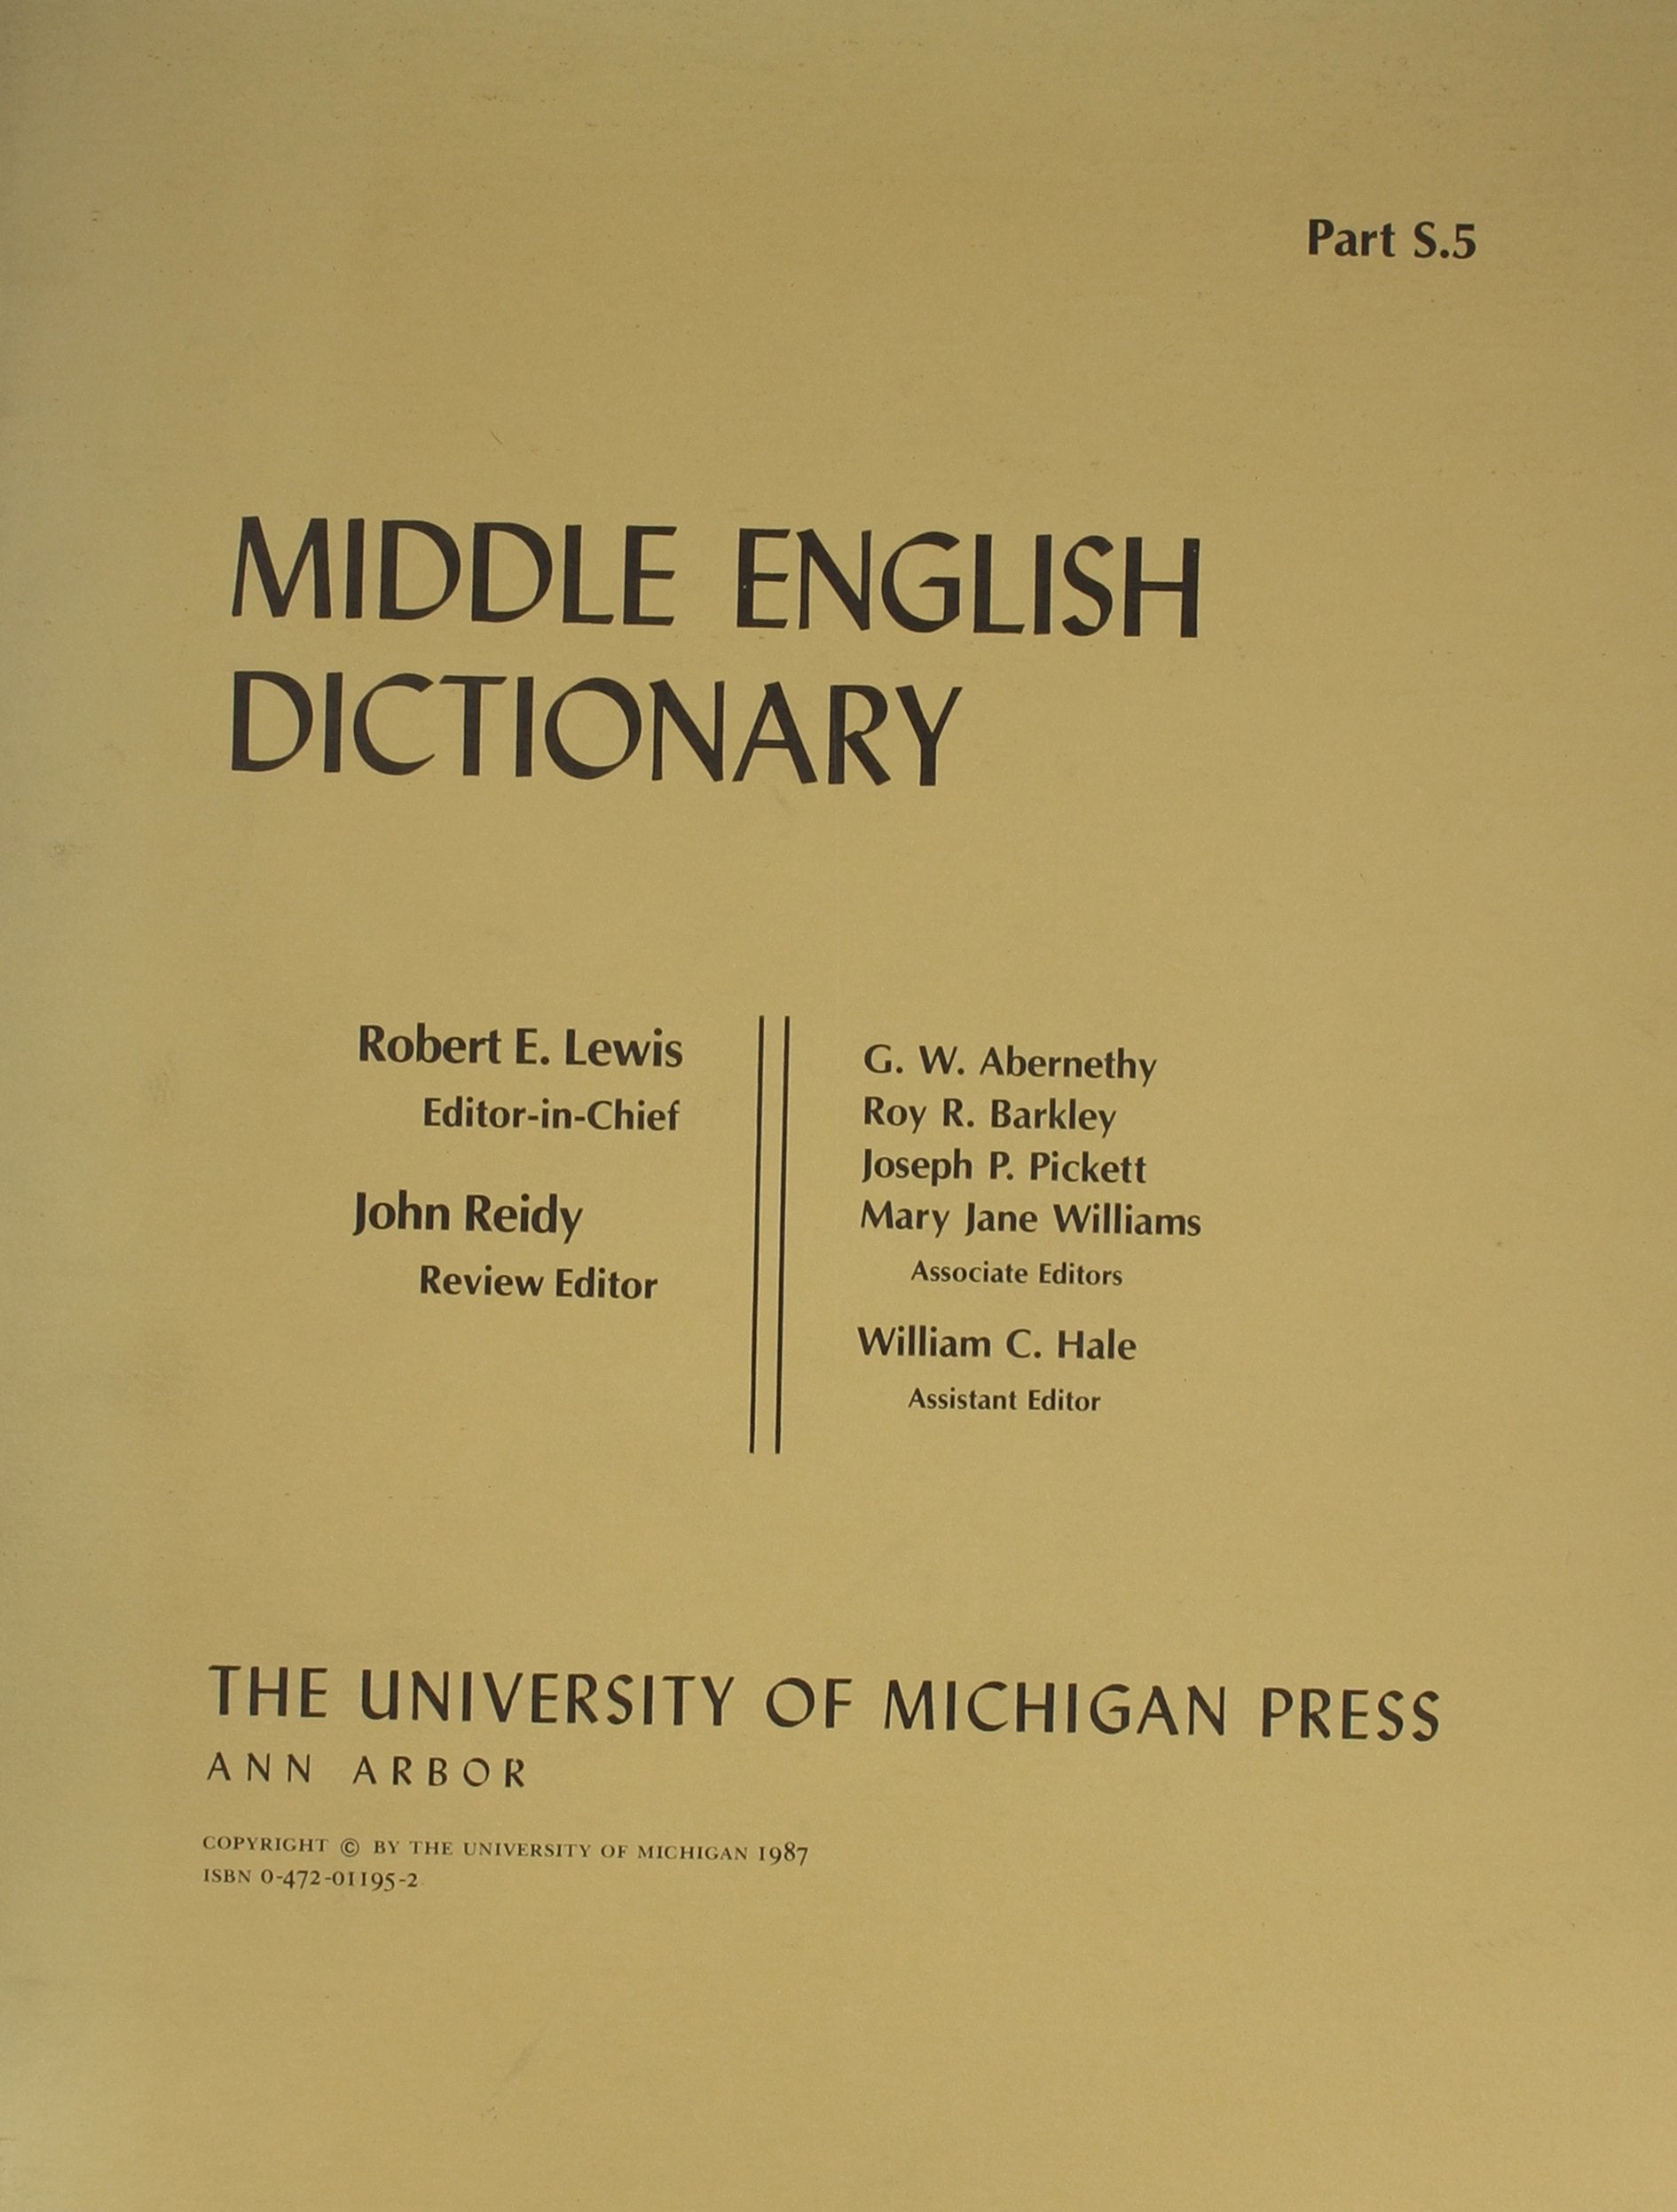 Part S.5
MIDDLE ENGLISH
DICTIONARY
Robert E. Lewis
Editor-in-Chief
John Reidy
Review Editor
G. W. Abernethy
Roy R. Barkley
Joseph P. Pickett
Mary Jane Williams
Associate Editors
William C. Hale
Assistant Editor
THE UNIVERSITY OF MICHIGAN PRESS
ANN ARBOR
COPYRIGHT © BY THE UNIVERSITY OF MICHIGAN 1987
ISBN 0-472-01195-2